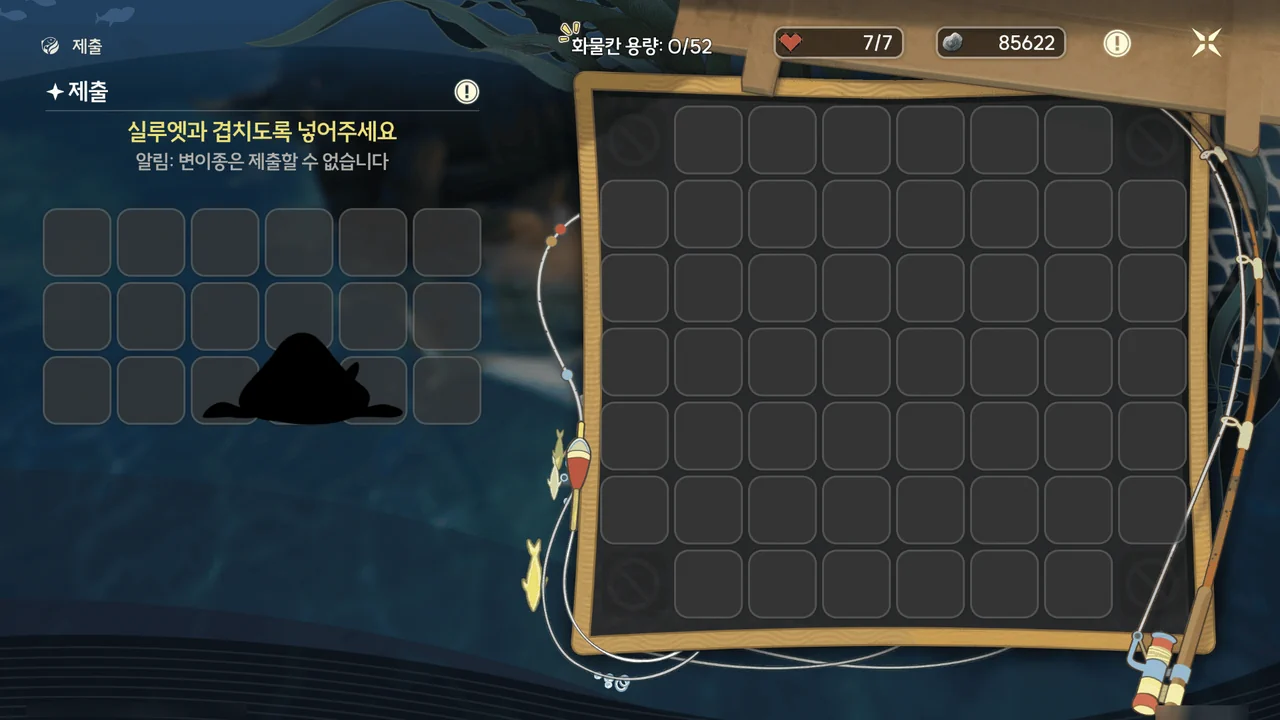 제출
화물칸 용량: 0/52
7/7
85622
제출
실루엣과 겹치도록 넣어주세요
알림: 변이종은 제출할 수 없습니다